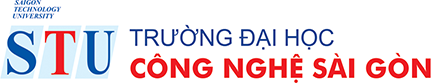 SAIGON
TECHNOLOGY
UNIVERSITY
STU
TRƯỜNG ĐẠI HỌC
CÔNG NGHỆ SÀI GÒN